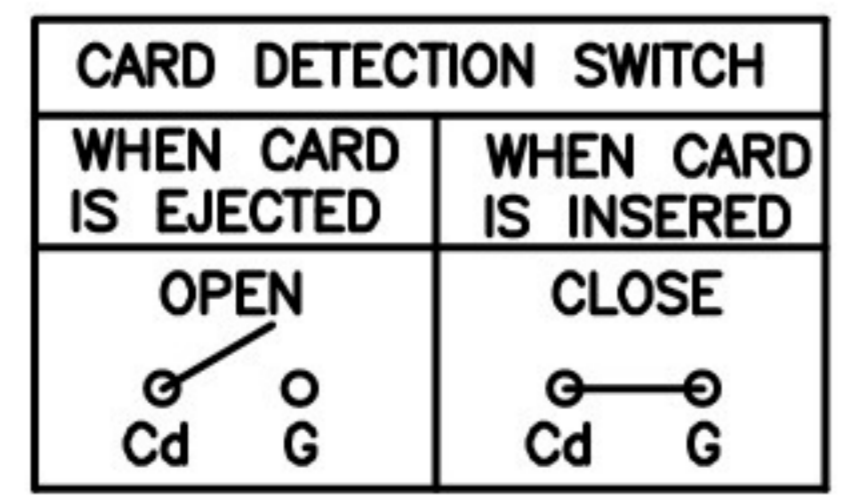 CARD DETECTION SWITCH
WHEN CARD
IS EJECTED
WHEN CARD
IS INSERED
OPEN
CLOSE
Cd G
Cd G